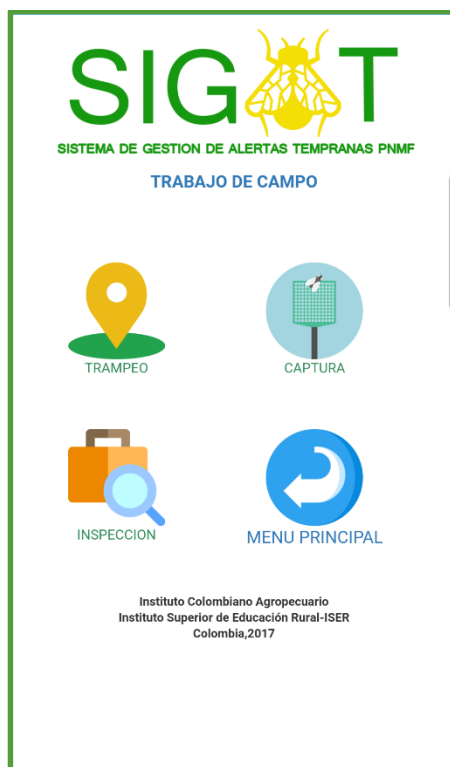 SIGAT
SISTEMA DE GESTION DE ALERTAS TEMPRANAS PNMF
TRABAJO DE CAMPO
TRAMPEO
CAPTURA
INSPECCION
MENU PRINCIPAL
Instituto Colombiano Agropecuario
Instituto Superior de Educación Rural-ISER
Colombia,2017